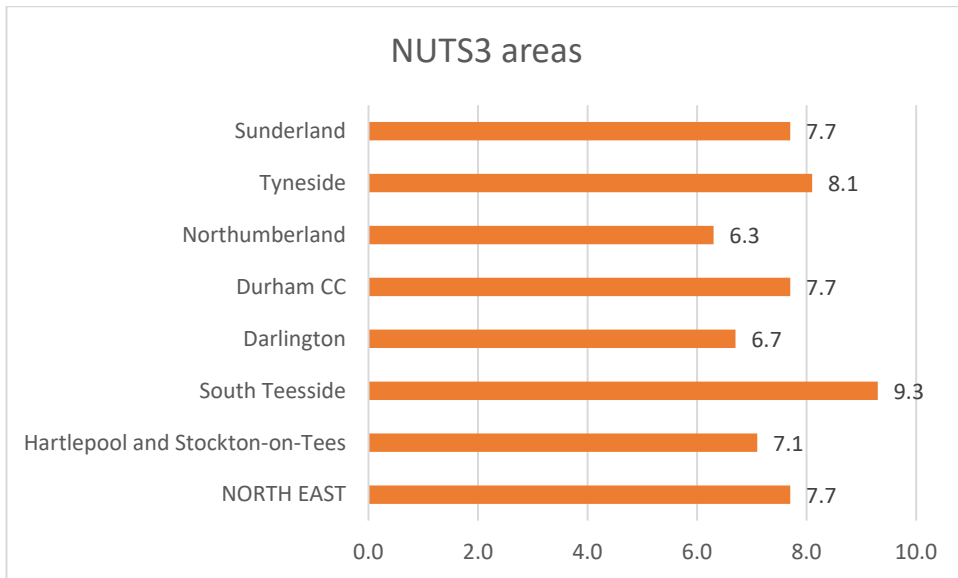 NUTS3 areas
Sunderland 7.7
Tyneside 8.1
Northumberland 6.3
Durham CC 7.7
Darlington 6.7
South Teesside 9.3
Hartlepool and Stockton-on-Tees 7.1
NORTH EAST 7.7
0.0 2.0 4.0 6.0 8.0 10.0